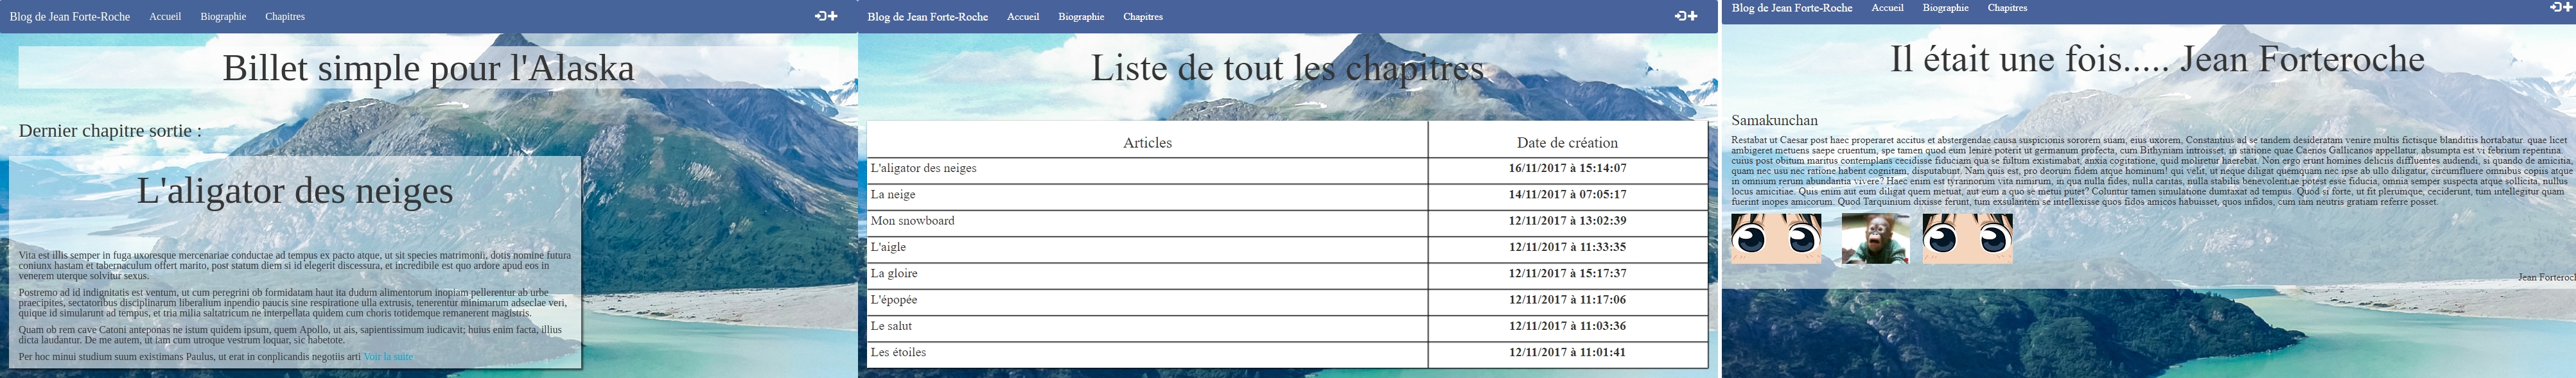 Blog de Jean Forte-Roche Accueil Biographie Chapitres
Billet simple pour l'Alaska
Dernier chapitre sortie :
L'aligator des neiges
Vita est illis semper in fuga uxoresque mercenariae conductae ad tempus ex pacto atque, ut sit species matrimonii, dotis nomine futura
coniunx hastam et tabernaculum offert marito, post statum diem si id elegerit discessura, et incredibile est quo ardore apud eos in
venerem uterque solvitur sexus.
Postremo ad id indignitatis est ventum, ut cum peregrini ob formidatam haut ita dudum alimentorum inopiam pellerentur ab urbe
praecipites, sectatoribus disciplinarum liberalium inpendio paucis sine respiratione ulla extrusis, tenerentur minimarum adseclae veri,
quique id simularunt ad tempus, et tria milia saltatricum ne interpellata quidem cum choris totidemque remanerent magistris.
Quam ob rem cave Catoni anteponas ne istum quidem ipsum, quem Apollo, ut ais, sapientissimum iudicavit; huius enim facta, illius
dicta laudantur. De me autem, ut iam cum utroque vestrum loquar, sic habetote.
Per hoc minui studium suum existimans Paulus, ut erat in conplicandis negotiis arti Voir la suite
Blog de Jean Forte-Roche Accueil Biographie Chapitres
Liste de tout les chapitres
Articles Date de création
L'aligator des neiges 16/11/2017 à 15:14:07
La neige 14/11/2017 à 07:05:17
Mon snowboard 12/11/2017 à 13:02:39
L'aigle 12/11/2017 à 11:33:35
La gloire 12/11/2017 à 15:17:37
L'épopée 12/11/2017 à 11:17:06
Le salut 12/11/2017 à 11:03:36
Les étoiles 12/11/2017 à 11:01:41
Blog de Jean Forte-Roche Accueil Biographie Chapitres
Il était une fois..... Jean Forteroche
Samakunchan
Restabat ut Caesar post haec properaret accitus et abstergendae causa suspicionis sororem suam, eius uxorem, Constantius ad se tandem desideratam venire multis fictisque blanditiis hortabatur. quae licet
ambigeret metuens saepe cruentum, spe tamen quod eum lenire poterit ut germanum profecta, cum Bithyniam introisset, in statione quae Caenos Gallicanos appellatur, absumpta est vi febrium repentina.
cuius post obitum maritus contemplans cecidisse fiduciam qua se fultum existimabat, anxia cogitatione, quid moliretur haerebat. Non ergo erunt homines deliciis diffluentes audiendi, si quando de amicitia,
quam nec usu nec ratione habent cognitam, disputabunt. Nam quis est, pro deorum fidem atque hominum! qui velit, ut neque diligat quemquam nec ipse ab ullo diligatur, circumfluere omnibus copiis atque
in omnium rerum abundantia vivere? Haec enim est tyrannorum vita nimirum, in qua nulla fides, nulla caritas, nulla stabilis benevolentiae potest esse fiducia, omnia semper suspecta atque sollicita, nullus
locus amicitiae. Quis enim aut eum diligat quem metuat, aut eum a quo se metui putet? Coluntur tamen simulatione dumtaxat ad tempus. Quod si forte, ut fit plerumque, ceciderunt, tum intellegitur quam
fuerint inopes amicorum. Quod Tarquinium dixisse ferunt, tum exsulantem se intellexisse quos fidos amicos habuisset, quos infidos, cum iam neutris gratiam referre posset.
Jean Forteroch